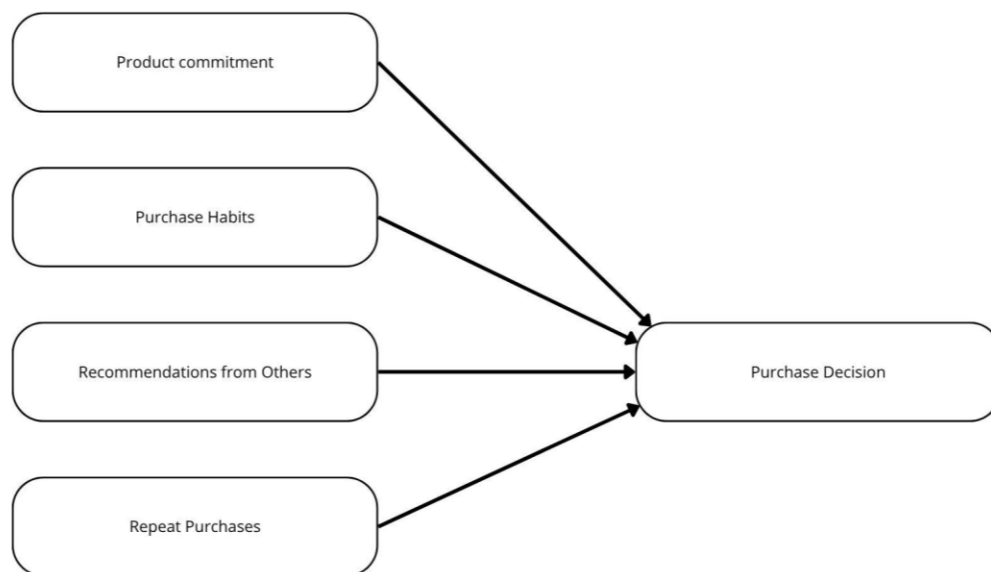 Product commitment
Purchase Habits
Recommendations from Others
Purchase Decision
Repeat Purchases